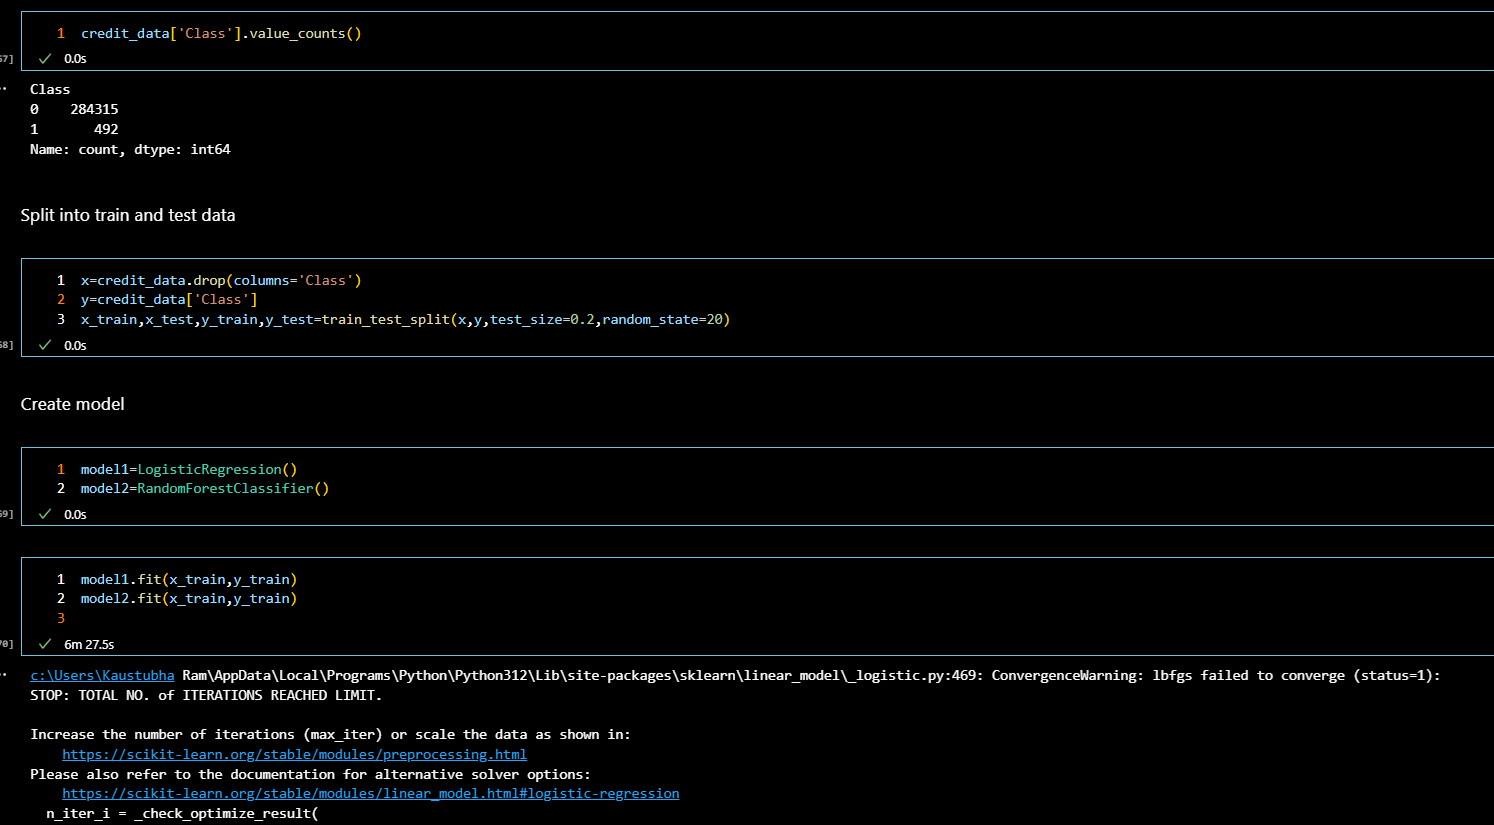 1 credit_data['Class'].value_counts()
57] ✓ 0.0s
Class
0    284315
1       492
Name: count, dtype: int64
Split into train and test data
1 x=credit_data.drop(columns='Class')
2 y=credit_data['Class']
3 x_train,x_test,y_train,y_test=train_test_split(x,y,test_size=0.2,random_state=20)
58] ✓ 0.0s
Create model
1 model1=LogisticRegression()
2 model2=RandomForestClassifier()
59] ✓ 0.0s
1 model1.fit(x_train,y_train)
2 model2.fit(x_train,y_train)
3
70] ✓ 6m 27.5s
c:\Users\Kaustubha Ram\AppData\Local\Programs\Python\Python312\Lib\site-packages\sklearn\linear_model\_logistic.py:469: ConvergenceWarning: lbfgs failed to converge (status=1):
STOP: TOTAL NO. of ITERATIONS REACHED LIMIT.
Increase the number of iterations (max_iter) or scale the data as shown in:
    https://scikit-learn.org/stable/modules/preprocessing.html
Please also refer to the documentation for alternative solver options:
    https://scikit-learn.org/stable/modules/linear_model.html#logistic-regression
  n_iter_i = _check_optimize_result(